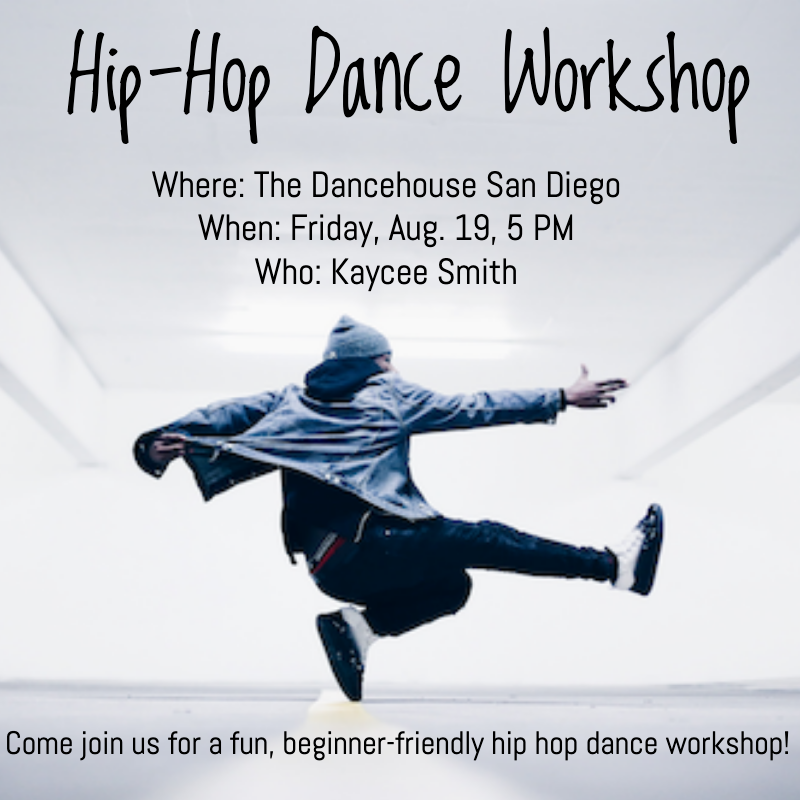 Hip-Hop Dance Workshop
Where: The Dancehouse San Diego
When: Friday, Aug. 19, 5 PM
Who: Kaycee Smith
Come join us for a fun, beginner-friendly hip hop dance workshop!